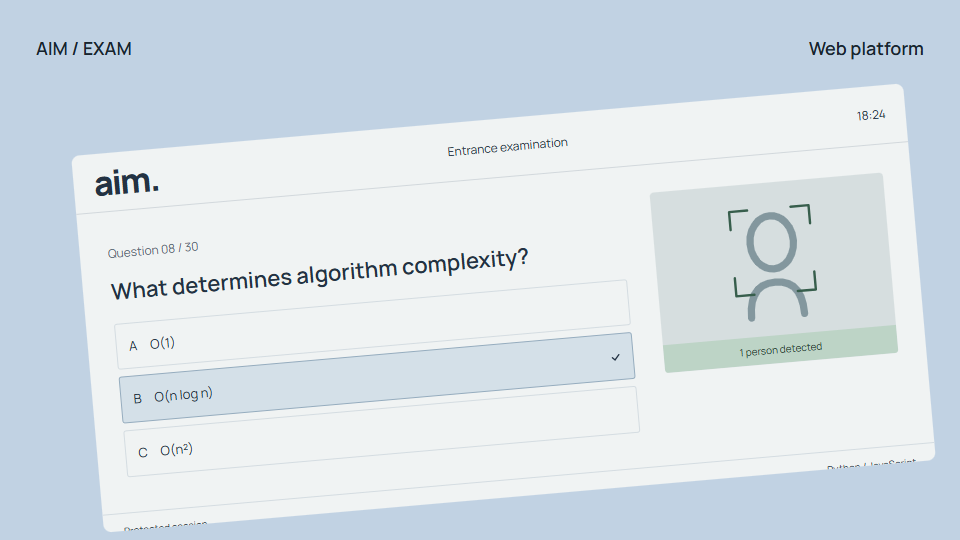 AIM / EXAM
Web platform
aim.
Entrance examination
18:24
Question 08 / 30
What determines algorithm complexity?
A O(1)
B O(n log n)
C O(n²)
1 person detected
Python / JavaScript
Protected session